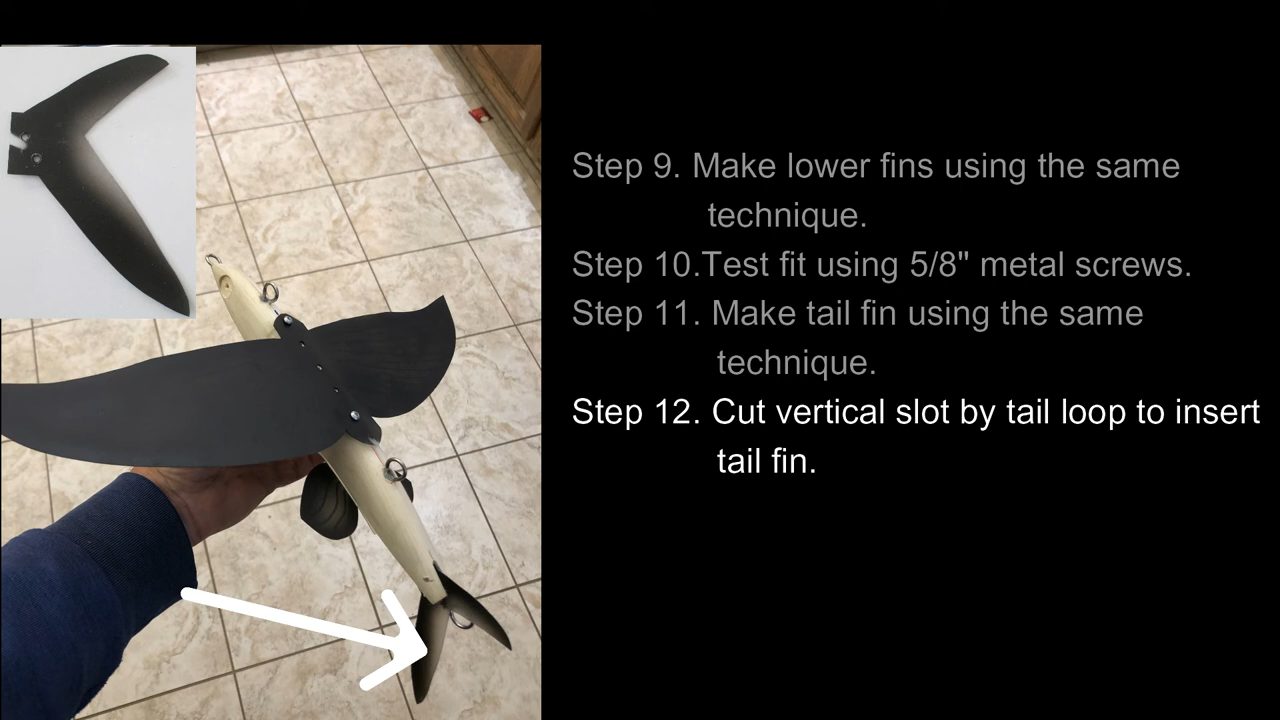 Step 9. Make lower fins using the same
technique.
Step 10.Test fit using 5/8" metal screws.
Step 11. Make tail fin using the same
technique.
Step 12. Cut vertical slot by tail loop to insert
tail fin.